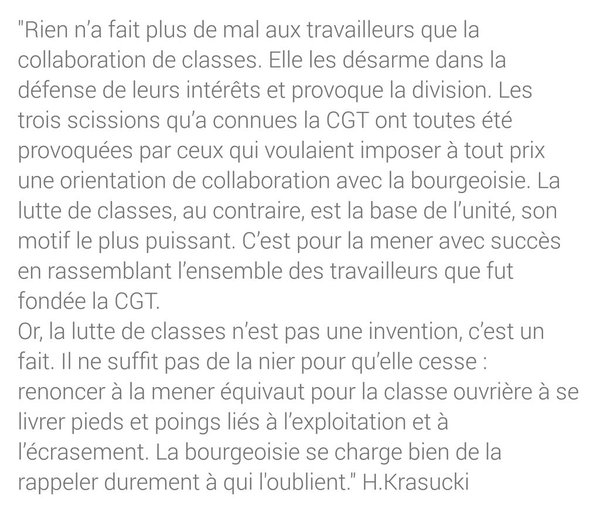 "Rien n’a fait plus de mal aux travailleurs que la
collaboration de classes. Elle les désarme dans la
défense de leurs intérêts et provoque la division. Les
trois scissions qu’a connues la CGT ont toutes été
provoquées par ceux qui voulaient imposer à tout prix
une orientation de collaboration avec la bourgeoisie. La
lutte de classes, au contraire, est la base de l’unité, son
motif le plus puissant. C’est pour la mener avec succès
en rassemblant l’ensemble des travailleurs que fut
fondée la CGT.
Or, la lutte de classes n’est pas une invention, c’est un
fait. Il ne suffit pas de la nier pour qu’elle cesse :
renoncer à la mener équivaut pour la classe ouvrière à se
livrer pieds et poings liés à l’exploitation et à
l’écrasement. La bourgeoisie se charge bien de la
rappeler durement à qui l'oublient." H.Krasucki